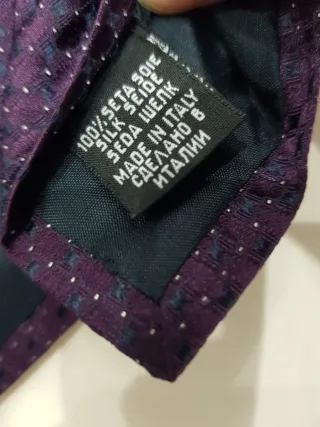 100% SETA SOIE
SILK SEIDE
SEDA ШЕЛК
MADE IN ITALY
СДЕЛАНО В
ИТАЛИИ